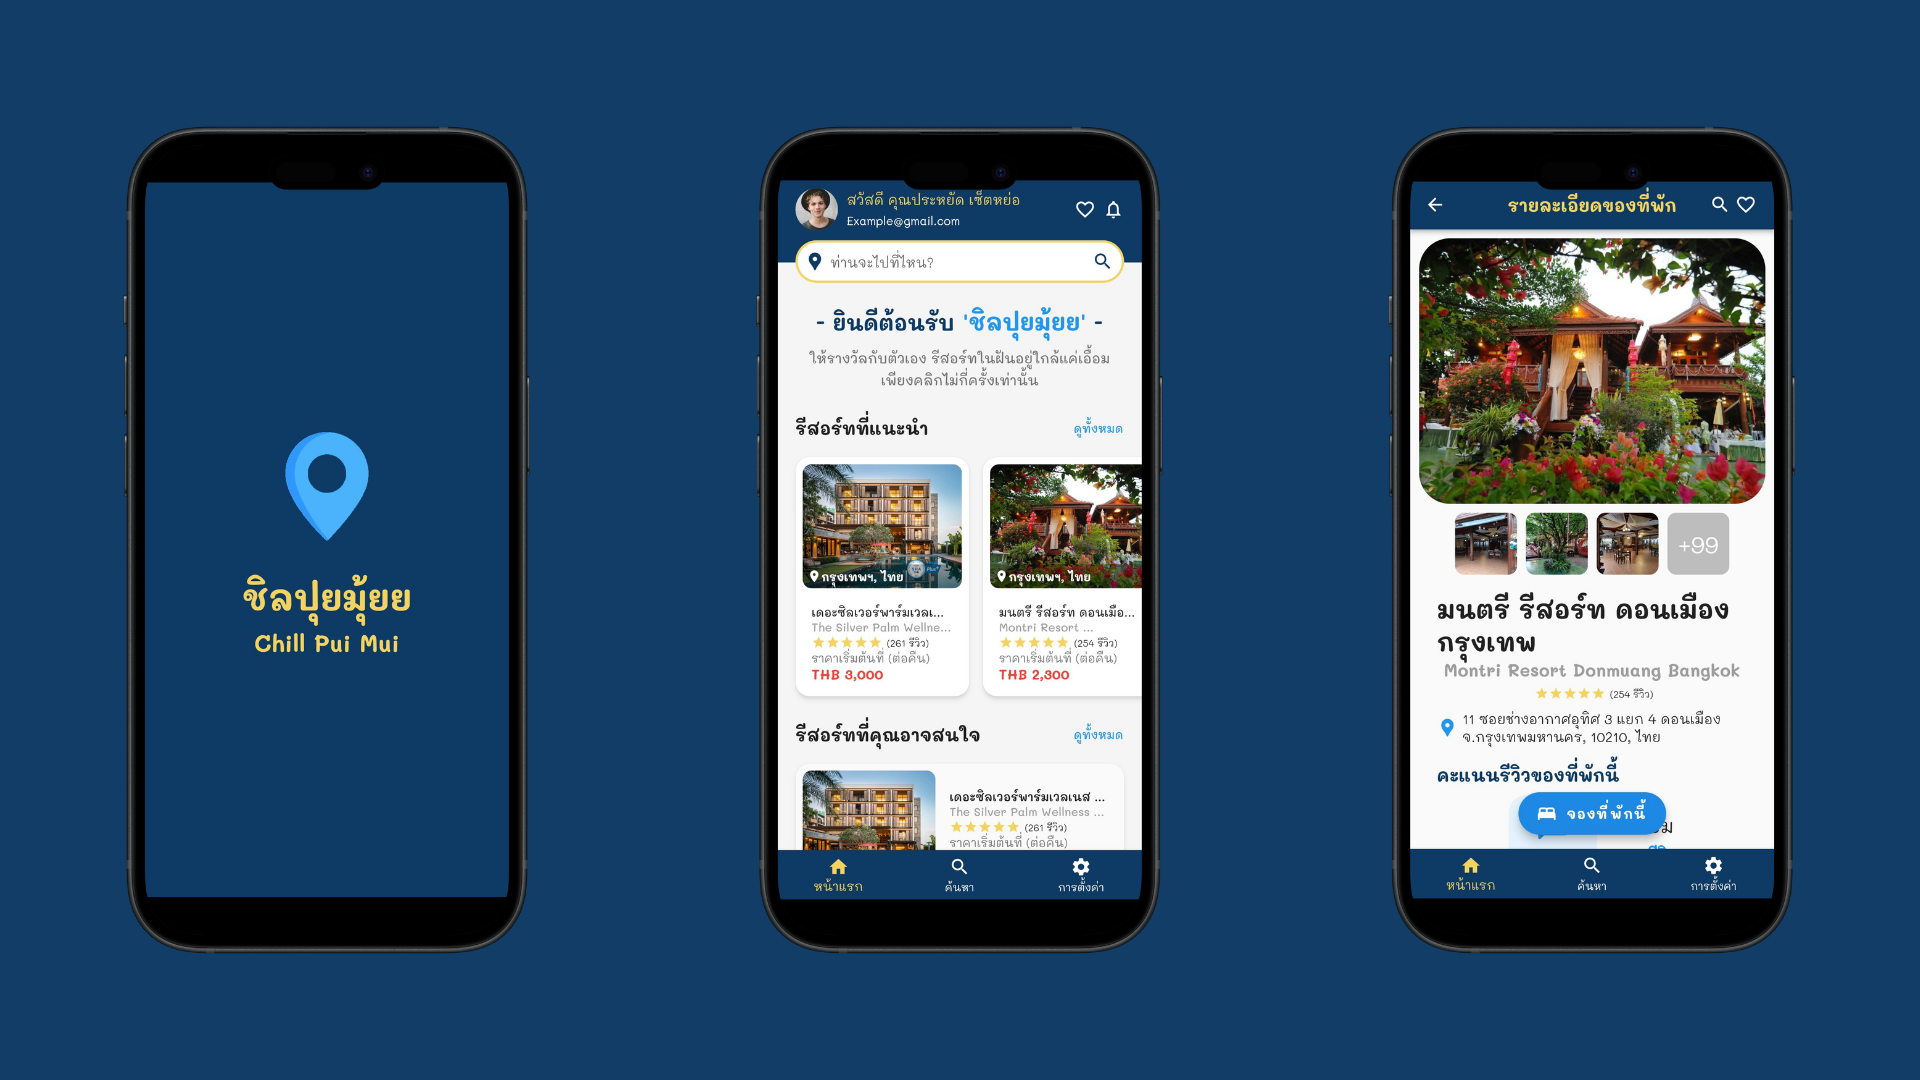 ชิลปุยมุ้ยย
Chill Pui Mui
สวัสดี คุณประหยัด เซ็ตหย่อ
Example@gmail.com
ท่านจะไปที่ไหน?
- ยินดีต้อนรับ 'ชิลปุยมุ้ยย' -
ให้รางวัลกับตัวเอง รีสอร์ทในฝันอยู่ใกล้แค่เอื้อม
เพียงคลิกไม่กี่ครั้งเท่านั้น
รีสอร์ทที่แนะนำ
ดูทั้งหมด
กรุงเทพฯ, ไทย
เดอะซิลเวอร์พาร์มเวลเ...
The Silver Palm Wellne...
(261 รีวิว)
ราคาเริ่มต้นที่ (ต่อคืน)
THB 3,000
กรุงเทพฯ, ไทย
มนตรี รีสอร์ท ดอนเมือ...
Montri Resort ...
(254 รีวิว)
ราคาเริ่มต้นที่ (ต่อคืน)
THB 2,300
รีสอร์ทที่คุณอาจสนใจ
ดูทั้งหมด
เดอะซิลเวอร์พาร์มเวลเนส ...
The Silver Palm Wellness ...
(261 รีวิว)
ราคาเริ่มต้นที่ (ต่อคืน)
หน้าแรก
ค้นหา
การตั้งค่า
รายละเอียดของที่พัก
+99
มนตรี รีสอร์ท ดอนเมือง
กรุงเทพ
Montri Resort Donmuang Bangkok
(254 รีวิว)
11 ซอยช่างอากาศอุทิศ 3 แยก 4 ดอนเมือง
จ.กรุงเทพมหานคร, 10210, ไทย
คะแนนรีวิวของที่พักนี้
จองที่พักนี้
หน้าแรก
ค้นหา
การตั้งค่า